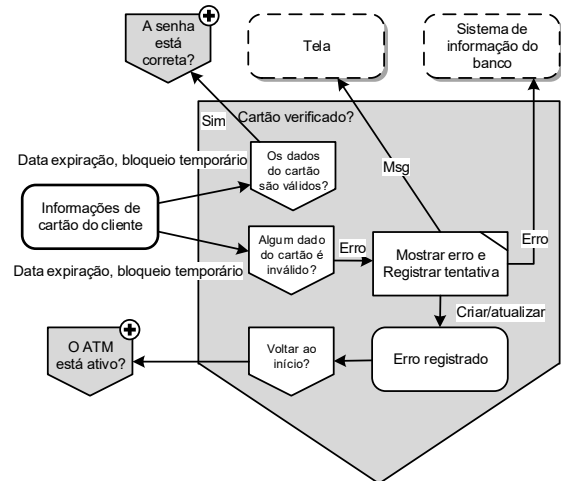 A senha
está
correta?
Tela
Sistema de
informação do
banco
Sim
Cartão verificado?
Data expiração, bloqueio temporário
Os dados
do cartão
são válidos?
Msg
Informações de
cartão do cliente
Algum dado
do cartão é
inválido?
Erro
Mostrar erro e
Registrar tentativa
Erro
Data expiração, bloqueio temporário
Criar/atualizar
O ATM
está ativo?
Voltar ao
início?
Erro registrado